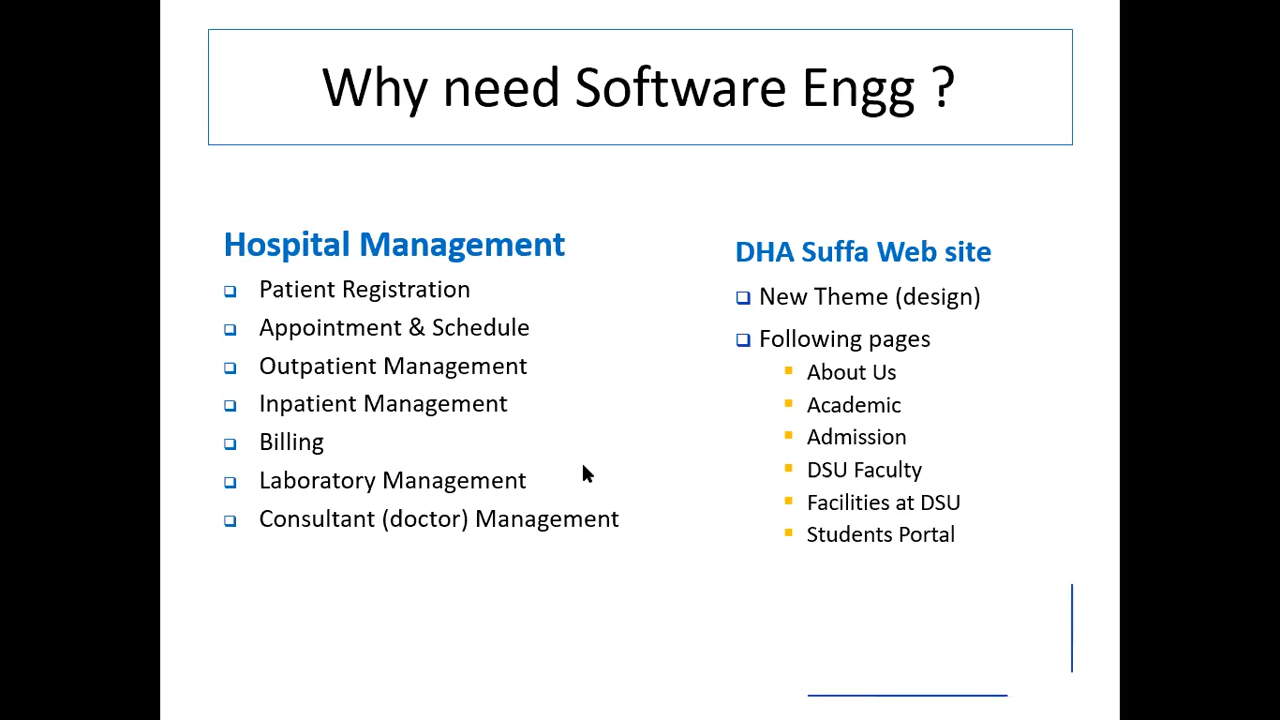 Why need Software Engg ?
Hospital Management
Patient Registration
Appointment & Schedule
Outpatient Management
Inpatient Management
Billing
Laboratory Management
Consultant (doctor) Management
DHA Suffa Web site
New Theme (design)
Following pages
About Us
Academic
Admission
DSU Faculty
Facilities at DSU
Students Portal